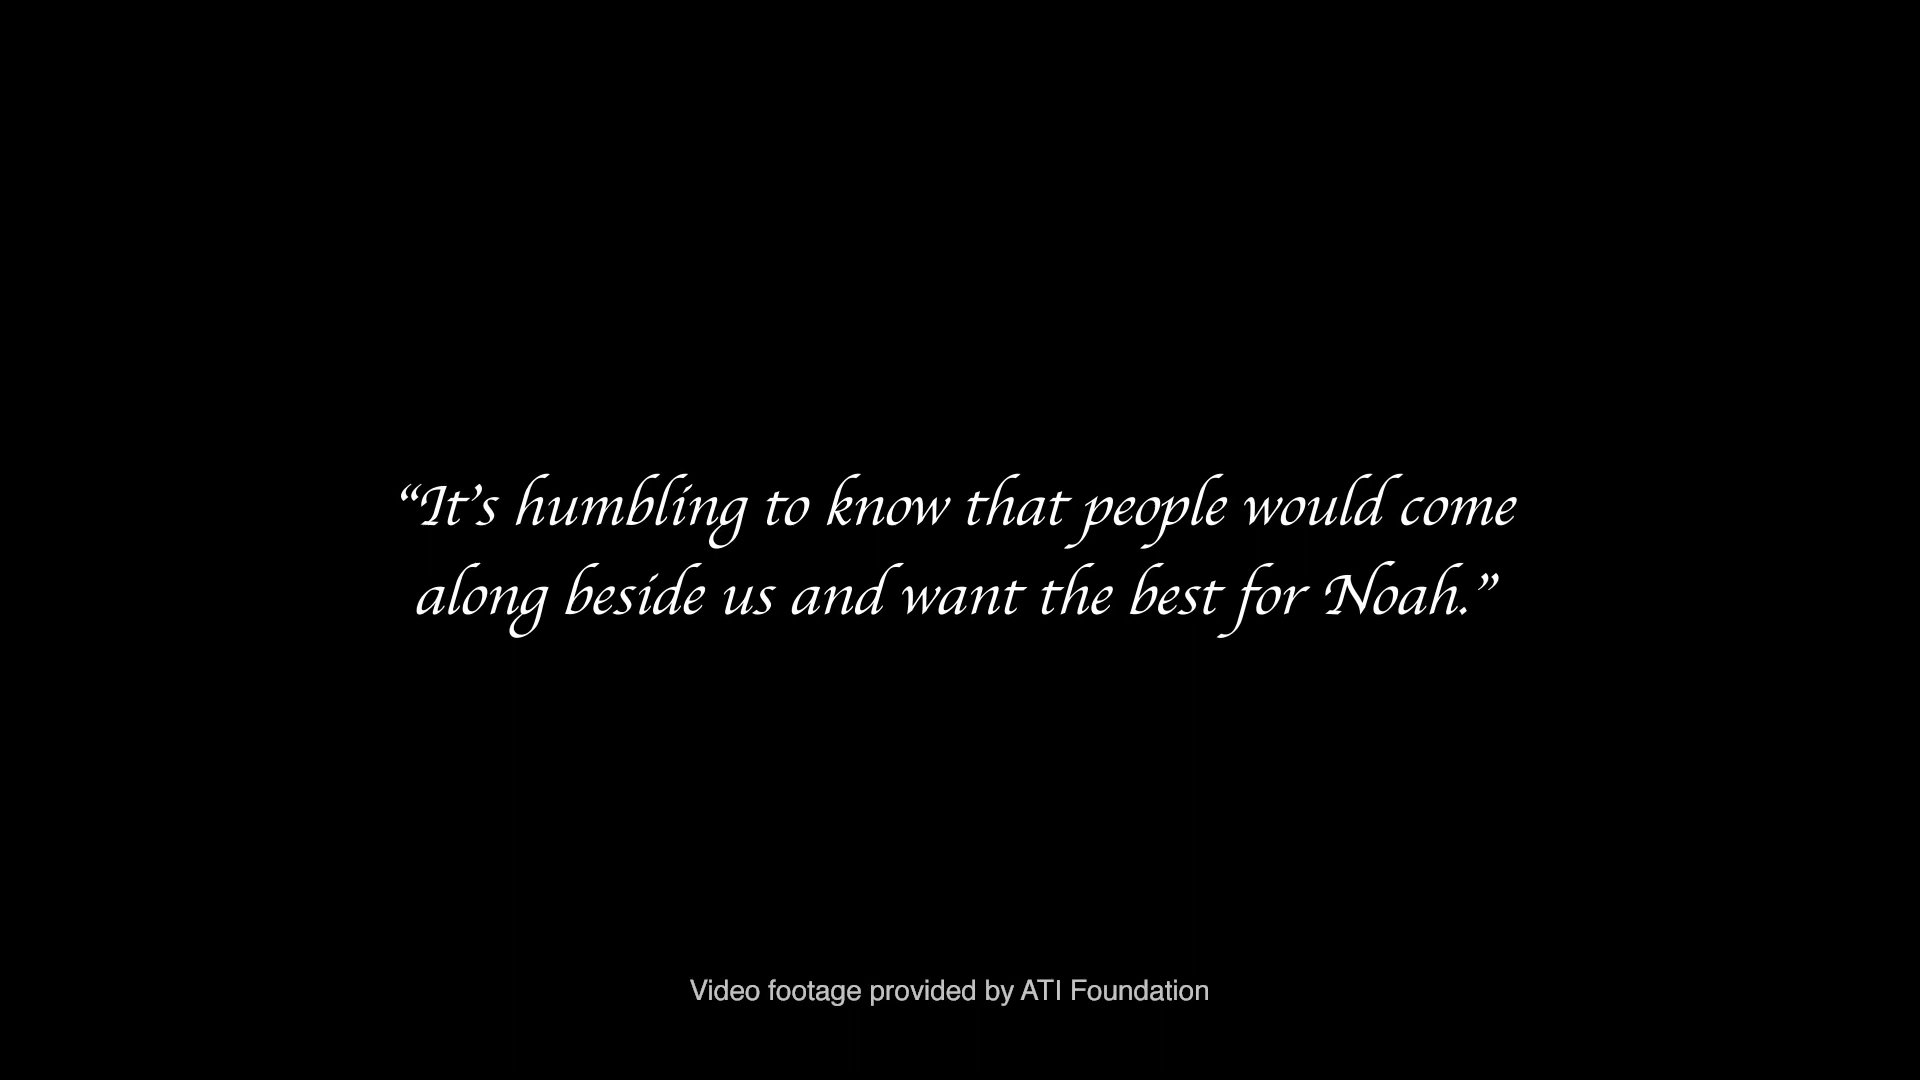 “It’s humbling to know that people would come
along beside us and want the best for Noah.”
Video footage provided by ATI Foundation